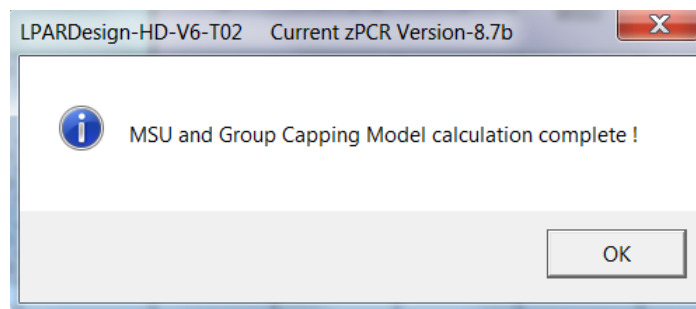 LPARDesign-HD-V6-T02 Current zPCR Version-8.7b
MSU and Group Capping Model calculation complete !
OK